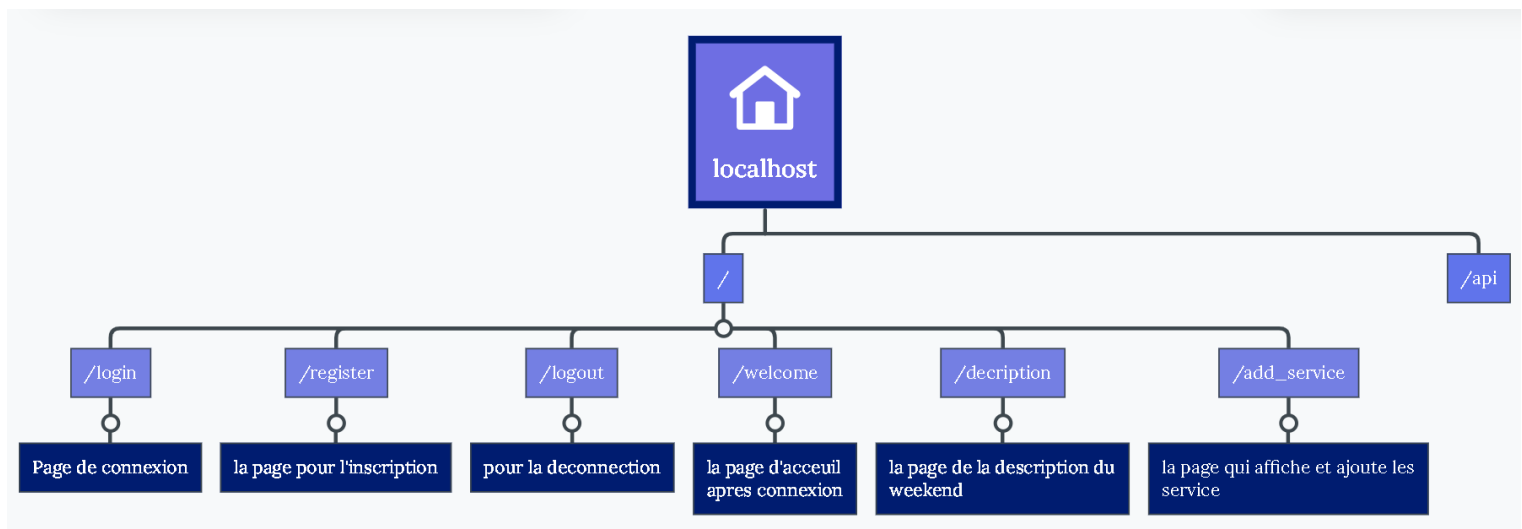 localhost
/
/api
/login
/register
/logout
/welcome
/decription
/add_service
Page de connexion
la page pour l'inscription
pour la deconnection
la page d'acceuil
apres connexion
la page de la description du
weekend
la page qui affiche et ajoute les
service